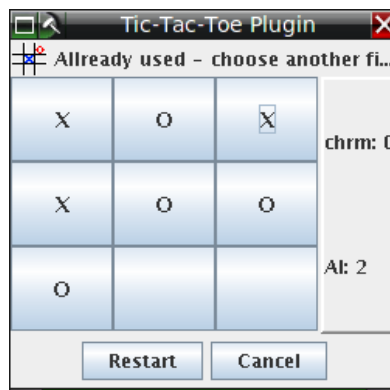 Tic-Tac-Toe Plugin
Allready used - choose another fi...
X O X
chrm: 0
X O O
AI: 2
O
Restart Cancel